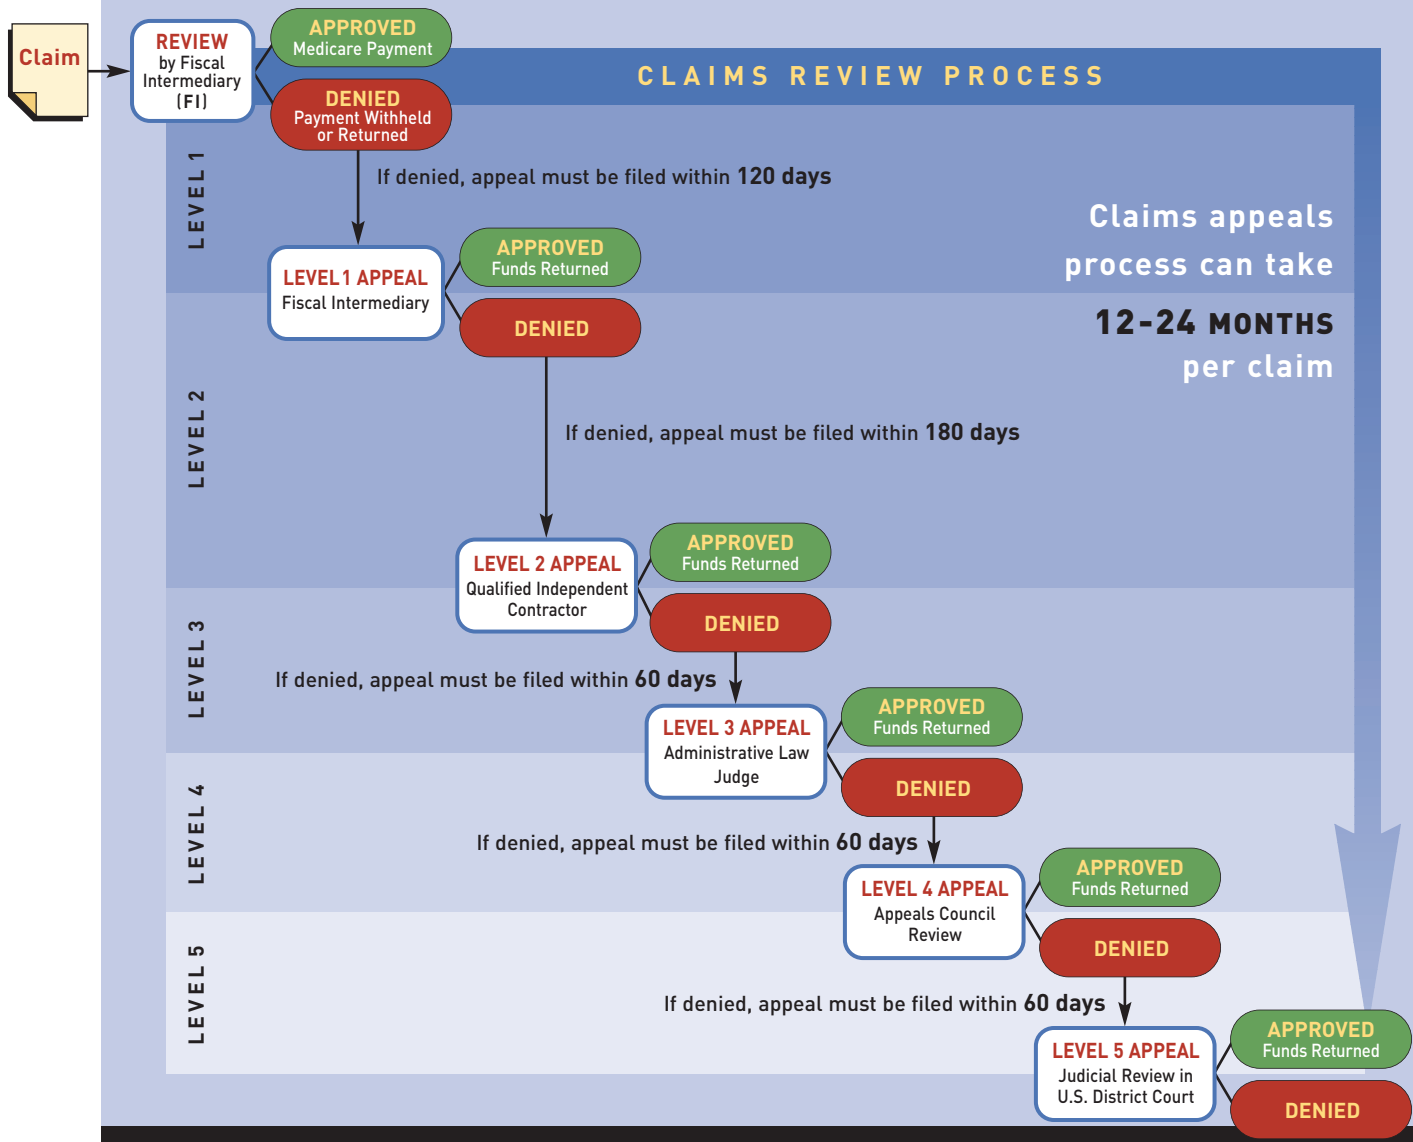 Claim
REVIEW
by Fiscal
Intermediary
(FI)
APPROVED
Medicare Payment
DENIED
Payment Withheld
or Returned
CLAIMS REVIEW PROCESS
LEVEL 1
If denied, appeal must be filed within 120 days
Claims appeals
process can take
12-24 MONTHS
per claim
LEVEL 1 APPEAL
Fiscal Intermediary
APPROVED
Funds Returned
DENIED
LEVEL 2
If denied, appeal must be filed within 180 days
LEVEL 2 APPEAL
Qualified Independent
Contractor
APPROVED
Funds Returned
DENIED
LEVEL 3
If denied, appeal must be filed within 60 days
LEVEL 3 APPEAL
Administrative Law
Judge
APPROVED
Funds Returned
DENIED
LEVEL 4
If denied, appeal must be filed within 60 days
LEVEL 4 APPEAL
Appeals Council
Review
APPROVED
Funds Returned
DENIED
LEVEL 5
If denied, appeal must be filed within 60 days
LEVEL 5 APPEAL
Judicial Review in
U.S. District Court
APPROVED
Funds Returned
DENIED